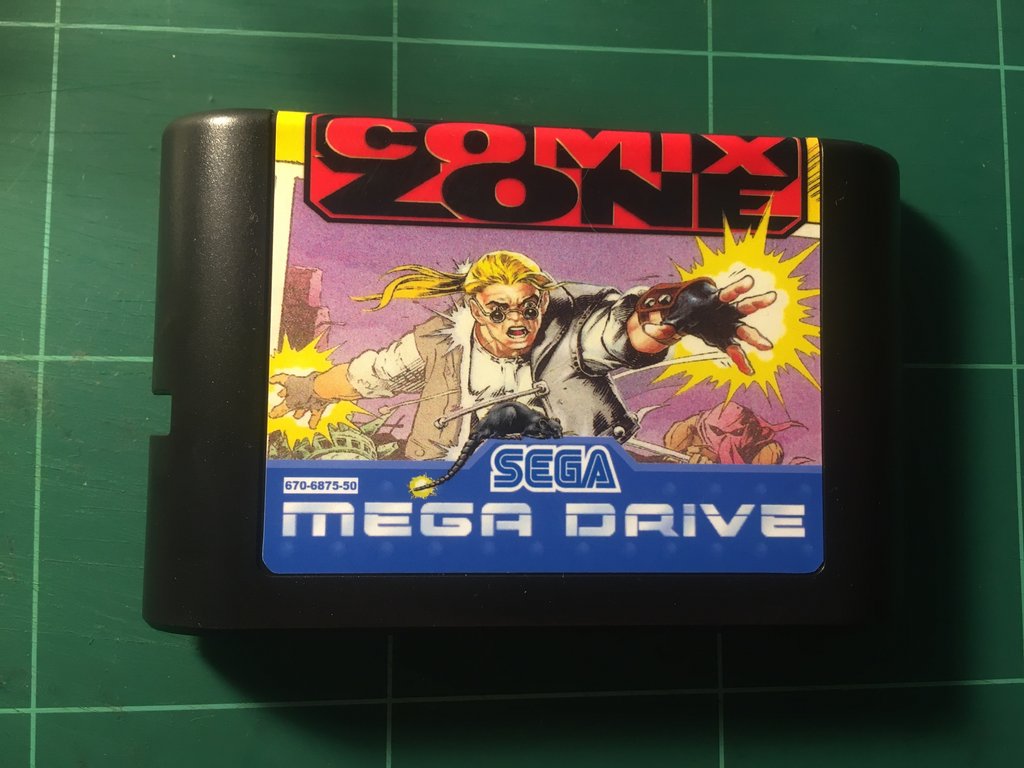 COMIX
ZONE
SEGA
670-6875-50
MEGA DRIVE